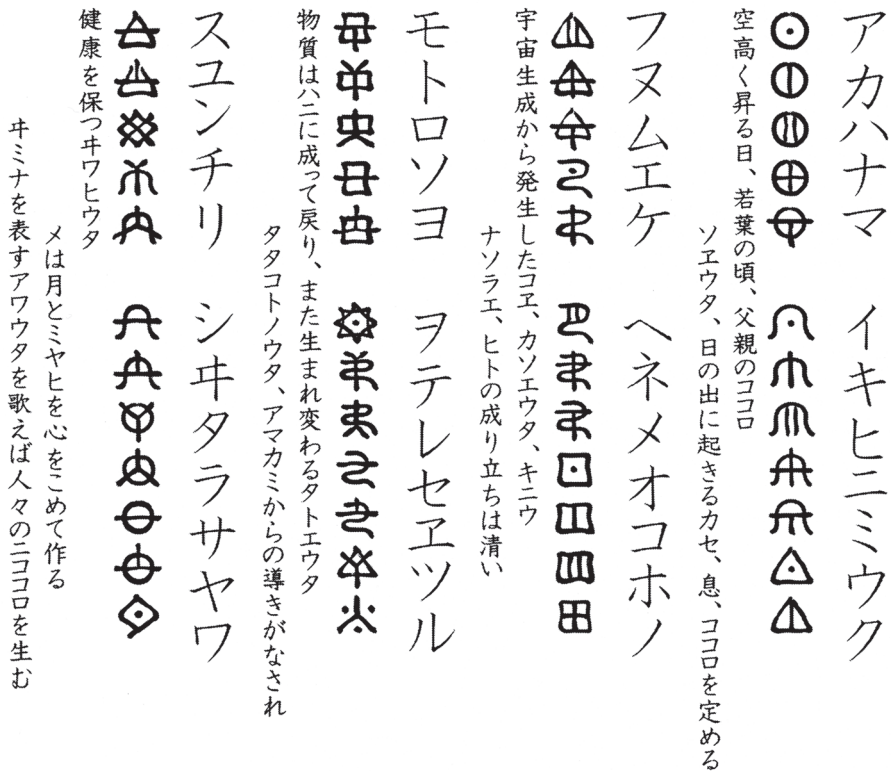 アカハナマ　イキヒニミウク
空高く昇る日、若葉の頃、父親のココロ
ソヱウタ、日の出に起きるカセ、息、ココロを定める
フヌムエケ　ヘネメオコホノ
宇宙生成から発生したコヱ、カソエウタ、キニウ
ナソラエ、ヒトの成り立ちは清い
モトロソヨ　ヲテレセヱツル
物質はハニに成って戻り、また生まれ変わるタトエウタ
タタコトノウタ、アマカミからの導きがなされ
スユンチリ　シヰタラサヤワ
健康を保つヰワヒウタ
メは月とミヤヒを心をこめて作る
ヰミナを表すアワウタを歌えば人々のニココロを生む